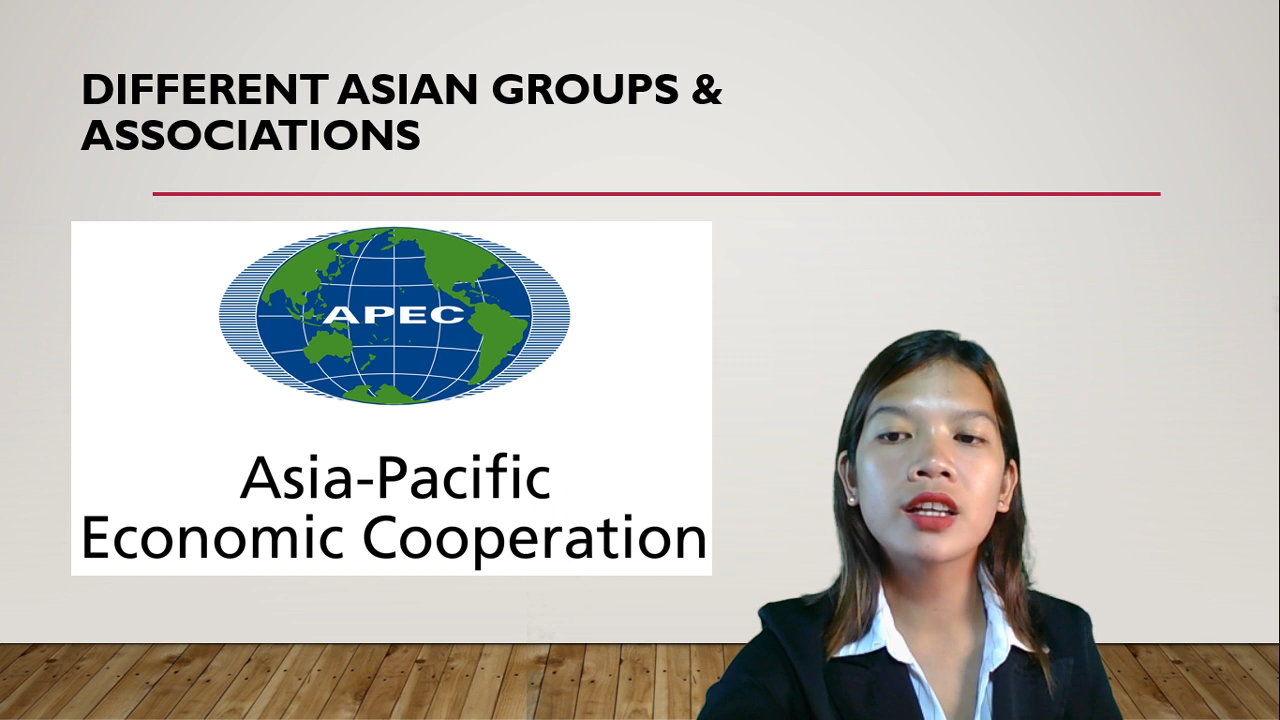 DIFFERENT ASIAN GROUPS &
ASSOCIATIONS
APEC
Asia-Pacific
Economic Cooperation